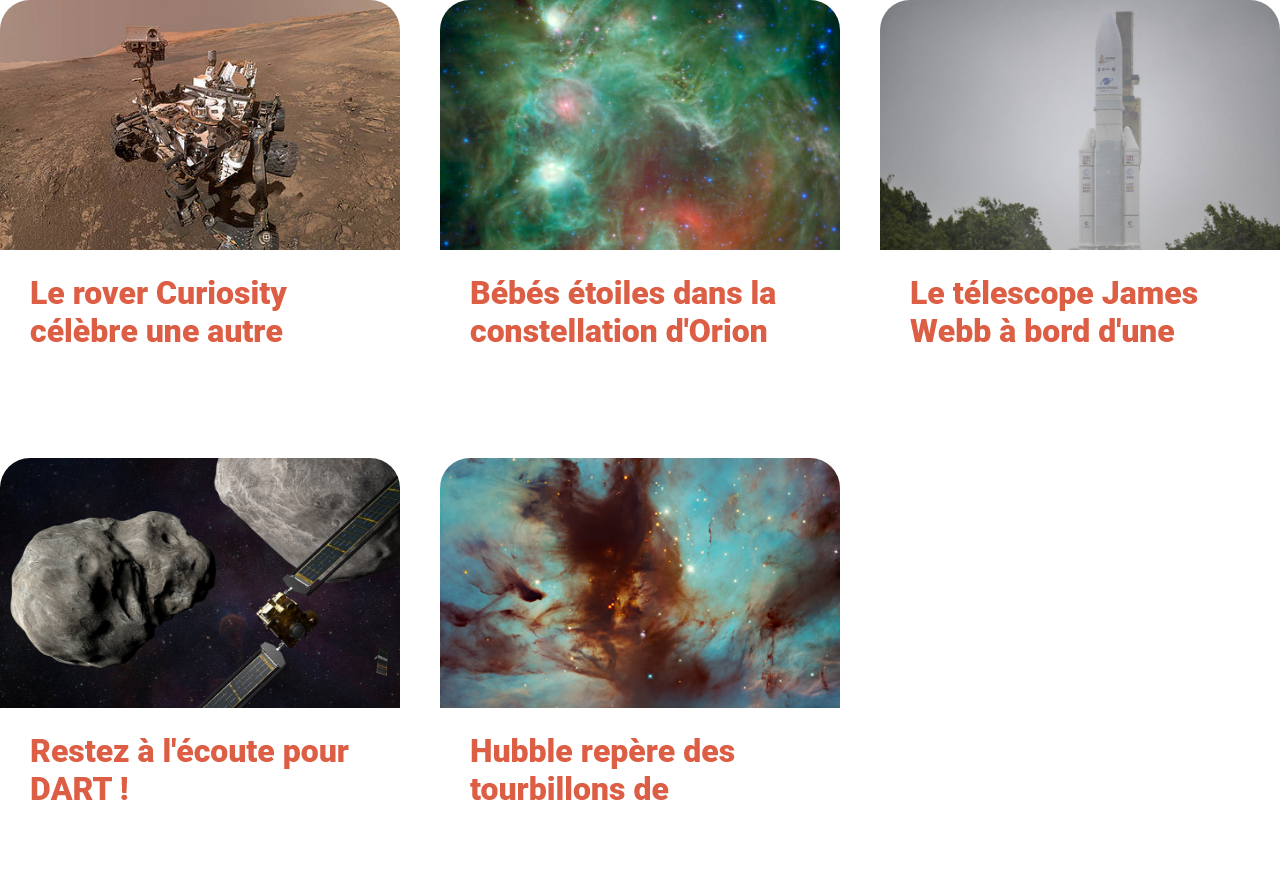 Le rover Curiosity
célèbre une autre
Bébés étoiles dans la
constellation d'Orion
Le télescope James
Webb à bord d'une
Restez à l'écoute pour
DART !
Hubble repère des
tourbillons de